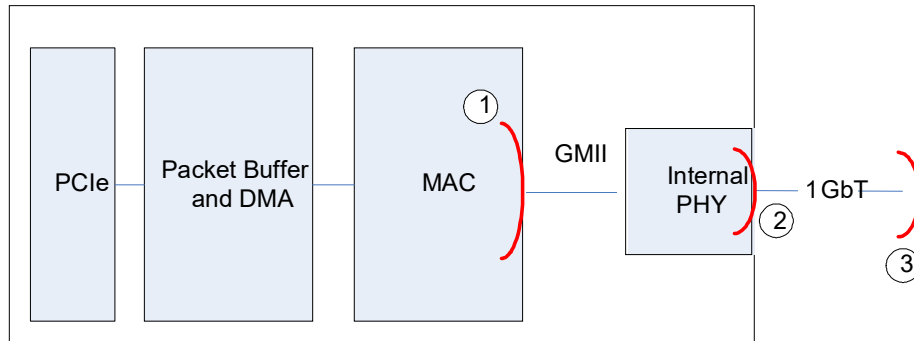 1
PCIe
Packet Buffer
and DMA
MAC
GMII
Internal
PHY
1GbT
2
3